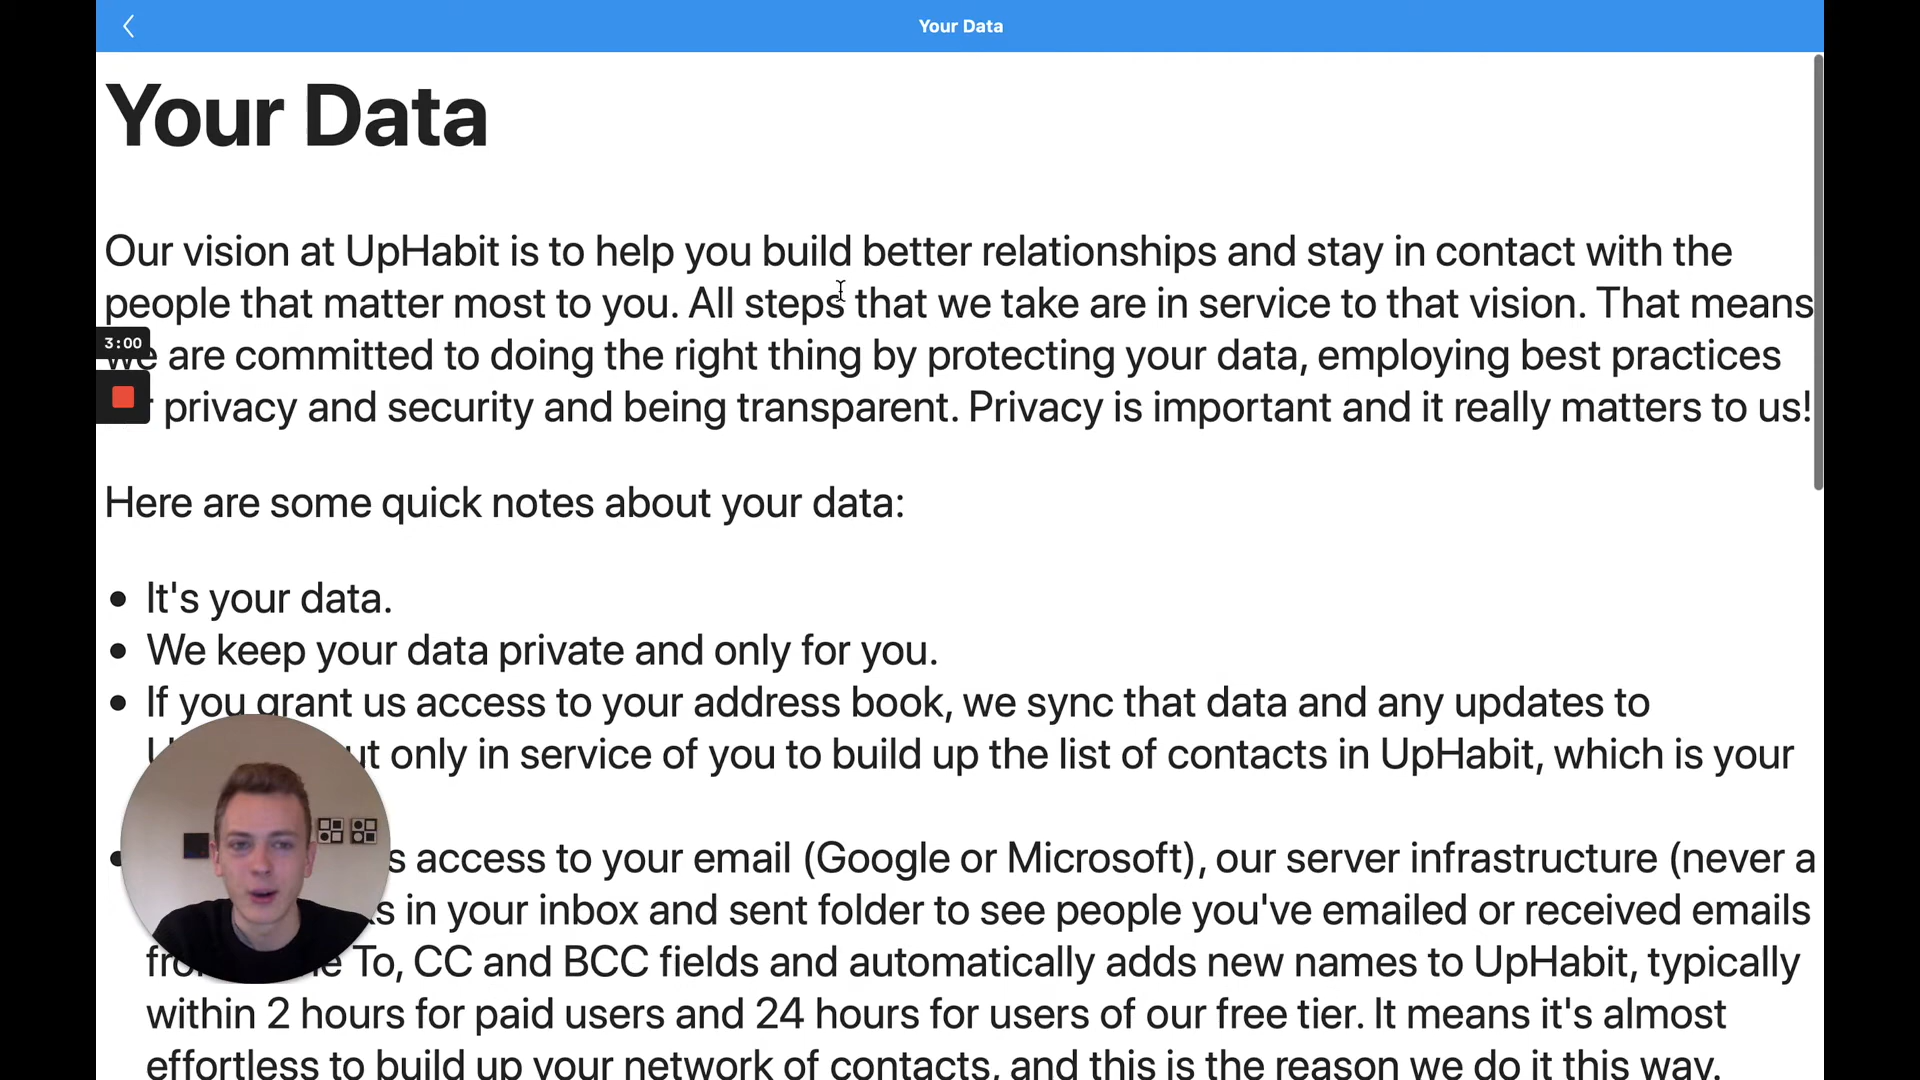 Your Data
Your Data
Our vision at UpHabit is to help you build better relationships and stay in contact with the
people that matter most to you. All steps that we take are in service to that vision. That means
3:00
we are committed to doing the right thing by protecting your data, employing best practices
privacy and security and being transparent. Privacy is important and it really matters to us!
Here are some quick notes about your data:
It's your data.
We keep your data private and only for you.
If you grant us access to your address book, we sync that data and any updates to
only in service of you to build up the list of contacts in UpHabit, which is your
access to your email (Google or Microsoft), our server infrastructure (never a
in your inbox and sent folder to see people you've emailed or received emails
To, CC and BCC fields and automatically adds new names to UpHabit, typically
within 2 hours for paid users and 24 hours for users of our free tier. It means it's almost
effortless to build up your network of contacts, and this is the reason we do it this way.